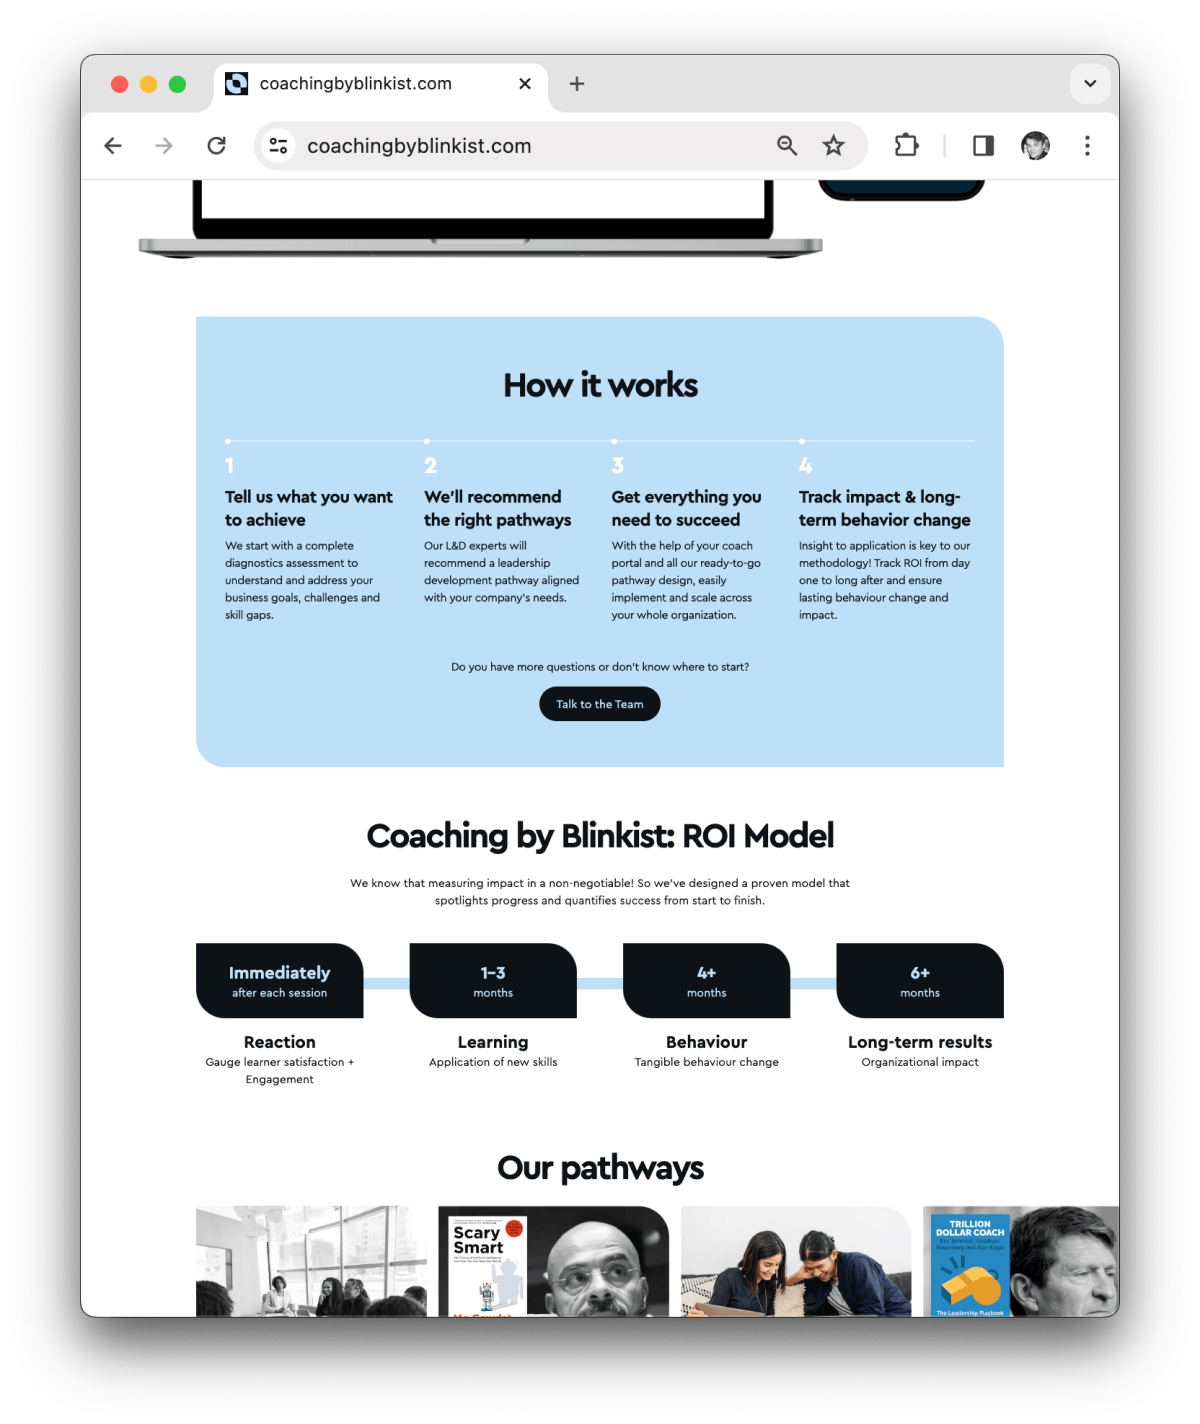 coachingbyblinkist.com
coachingbyblinkist.com
How it works
1
Tell us what you want
to achieve
We start with a complete
diagnostics assessment to
understand and address your
business goals, challenges and
skill gaps.
2
We'll recommend
the right pathways
Our L&D experts will
recommend a leadership
development pathway aligned
with your company's needs.
3
Get everything you
need to succeed
With the help of your coach
portal and all our ready-to-go
pathway design, easily
implement and scale across
your whole organization.
4
Track impact & long-
term behavior change
Insight to application is key to our
methodology! Track ROI from day
one to long after and ensure
lasting behaviour change and
impact.
Do you have more questions or don't know where to start?
Talk to the Team
Coaching by Blinkist: ROI Model
We know that measuring impact in a non-negotiable! So we've designed a proven model that
spotlights progress and quantifies success from start to finish.
Immediately
after each session
Reaction
Gauge learner satisfaction +
Engagement
1–3
months
Learning
Application of new skills
4+
months
Behaviour
Tangible behaviour change
6+
months
Long-term results
Organizational impact
Our pathways
Scary
Smart
TRILLION
DOLLAR COACH
The Leadership Playbook